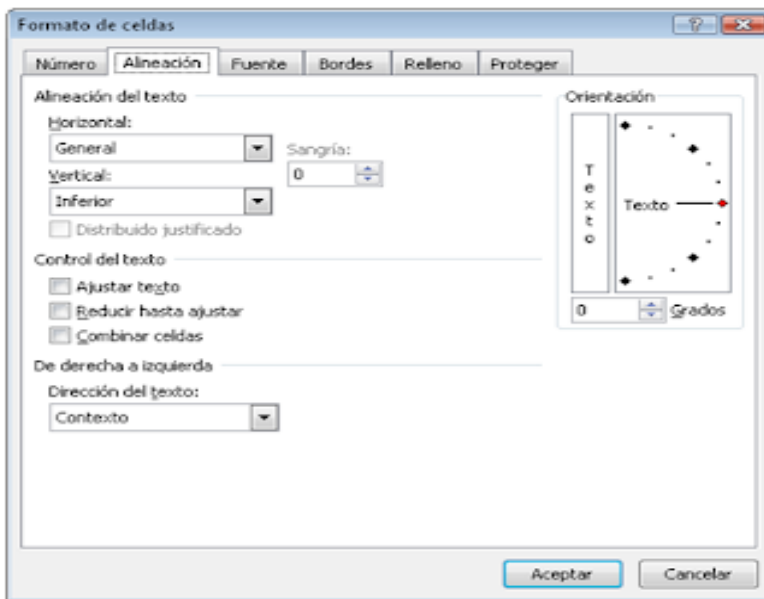 Formato de celdas
Número Alineación Fuente Bordes Relleno Proteger
Alineación del texto
Horizontal:
General
Sangría:
0
Vertical:
Inferior
Distribuido justificado
Control del texto
Ajustar texto
Reducir hasta ajustar
Combinar celdas
De derecha a izquierda
Dirección del texto:
Contexto
Orientación
Texto
Texto
0 Grados
Aceptar Cancelar